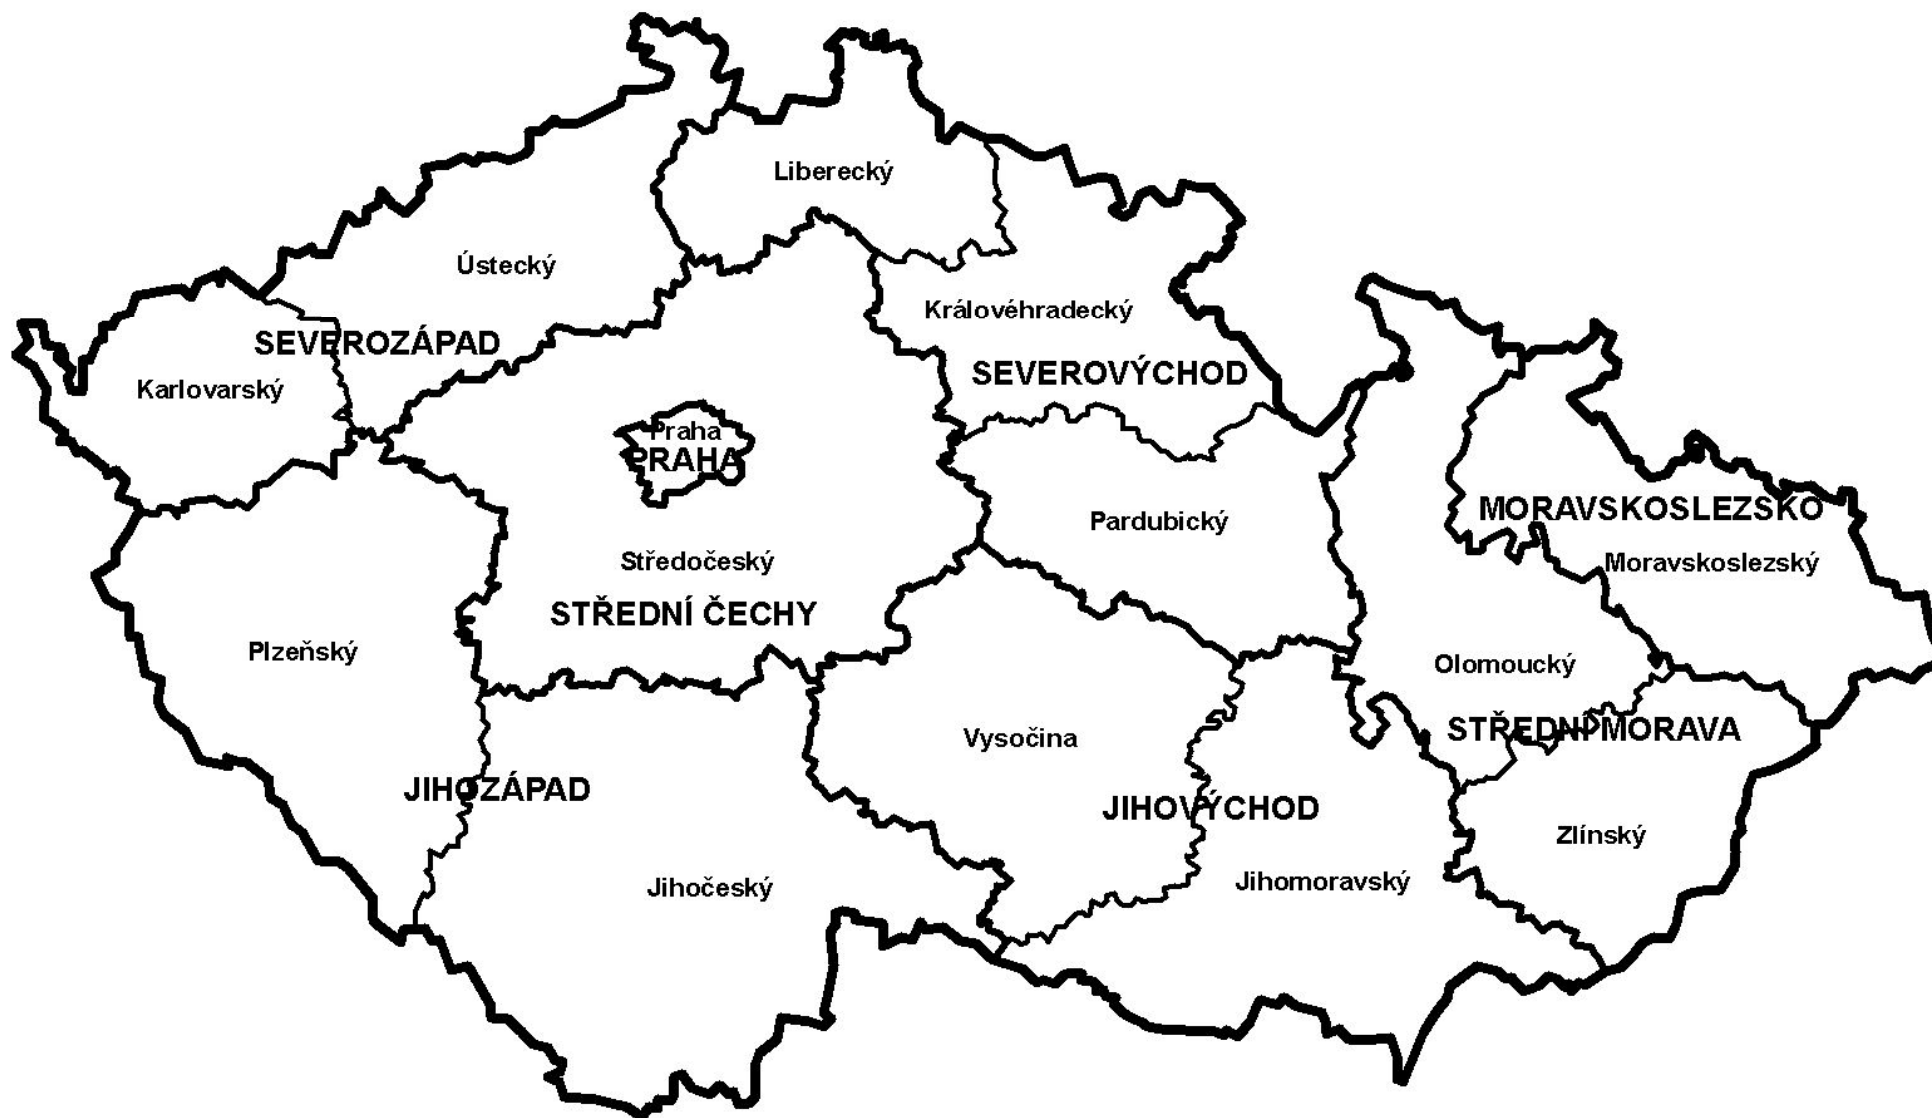 Liberecký
Ústecký
Královéhradecký
SEVEROZÁPAD
SEVEROVÝCHOD
Karlovarský
Praha
PRAHA
MORAVSKOSLEZSKO
Pardubický
Středočeský
Moravskoslezský
STŘEDNÍ ČECHY
Plzeňský
Olomoucký
STŘEDNÍ MORAVA
Vysočina
JIHOZÁPAD
JIHOVÝCHOD
Zlínský
Jihočeský
Jihomoravský